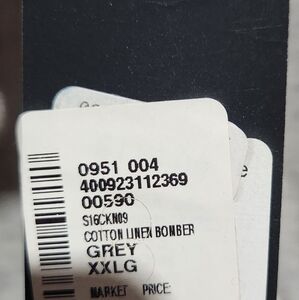 0951 004
400923112369
00590
S16CKN09
COTTON LINEN BOMBER
GREY
XXLG
MARKET PRICE